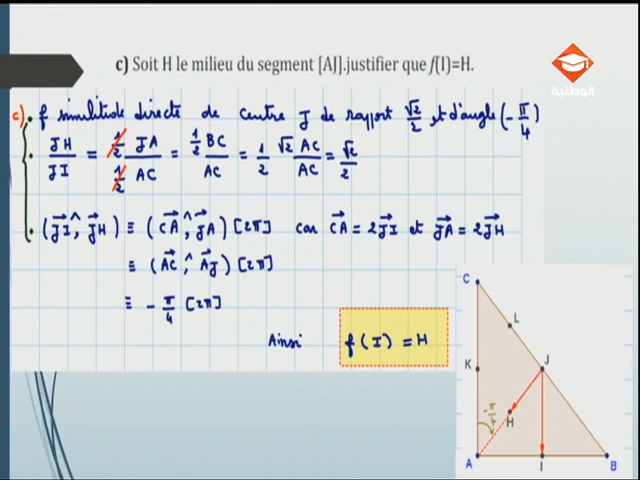 c) Soit H le milieu du segment [AJ].justifier que f(I)=H.
الوطنية
c) • f similitude directe de centre J de rapport √2/2 et d'angle (-π/4)
• JH/JI = (1/2 JA)/(1/2 AC) = (1/2 BC)/AC = 1/2 √2 AC/AC = √2/2
• (JI^, JH) ≡ (CA^, JA) [2π] car CA = 2JI et JA = 2JH
≡ (AC^, AJ) [2π]
≡ -π/4 [2π]
Ainsi f(I) = H
C
L
K
J
-π/4
H
A
I
B